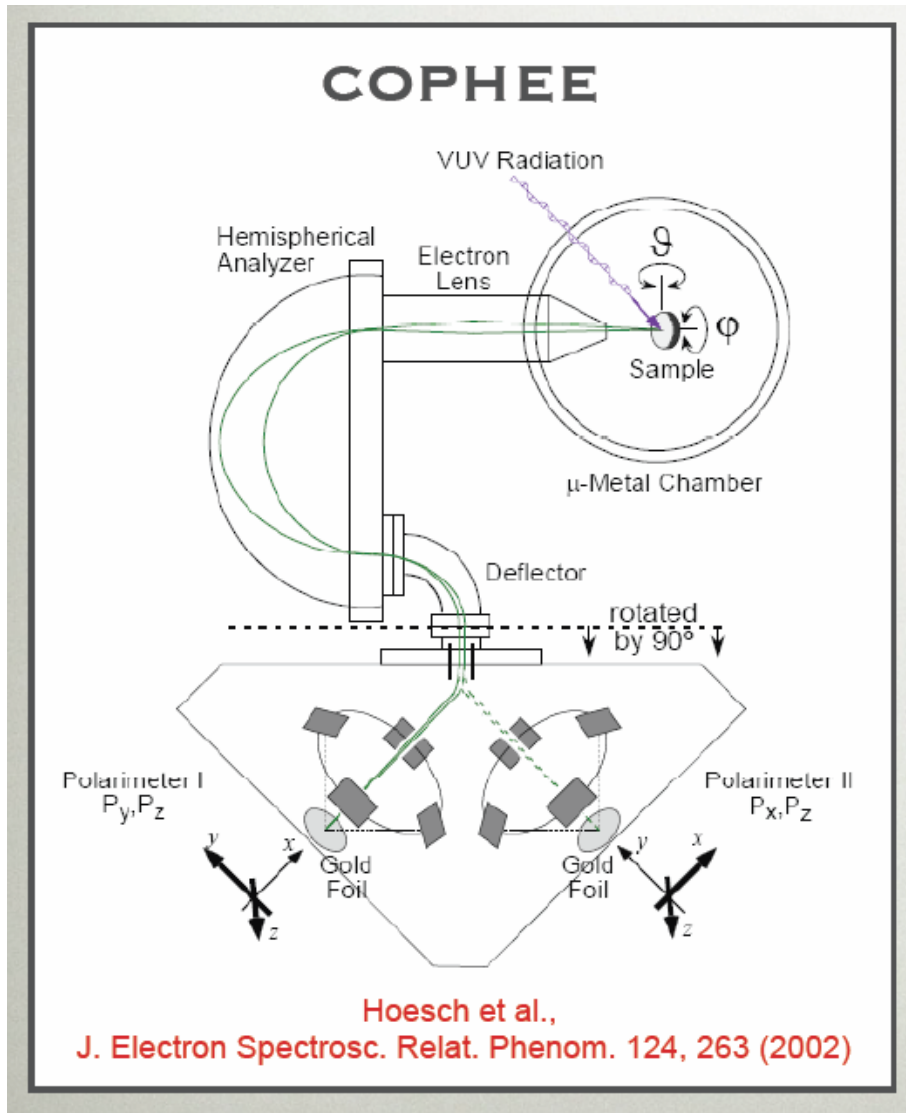 COPHEE
VUV Radiation
Hemispherical
Analyzer
Electron
Lens
ϑ
φ
Sample
μ-Metal Chamber
Deflector
rotated
by 90°
Polarimeter I
Py,Pz
Polarimeter II
Px,Pz
y
x
z
Gold
Foil
Gold
Foil
y
x
z
Hoesch et al.,
J. Electron Spectrosc. Relat. Phenom. 124, 263 (2002)